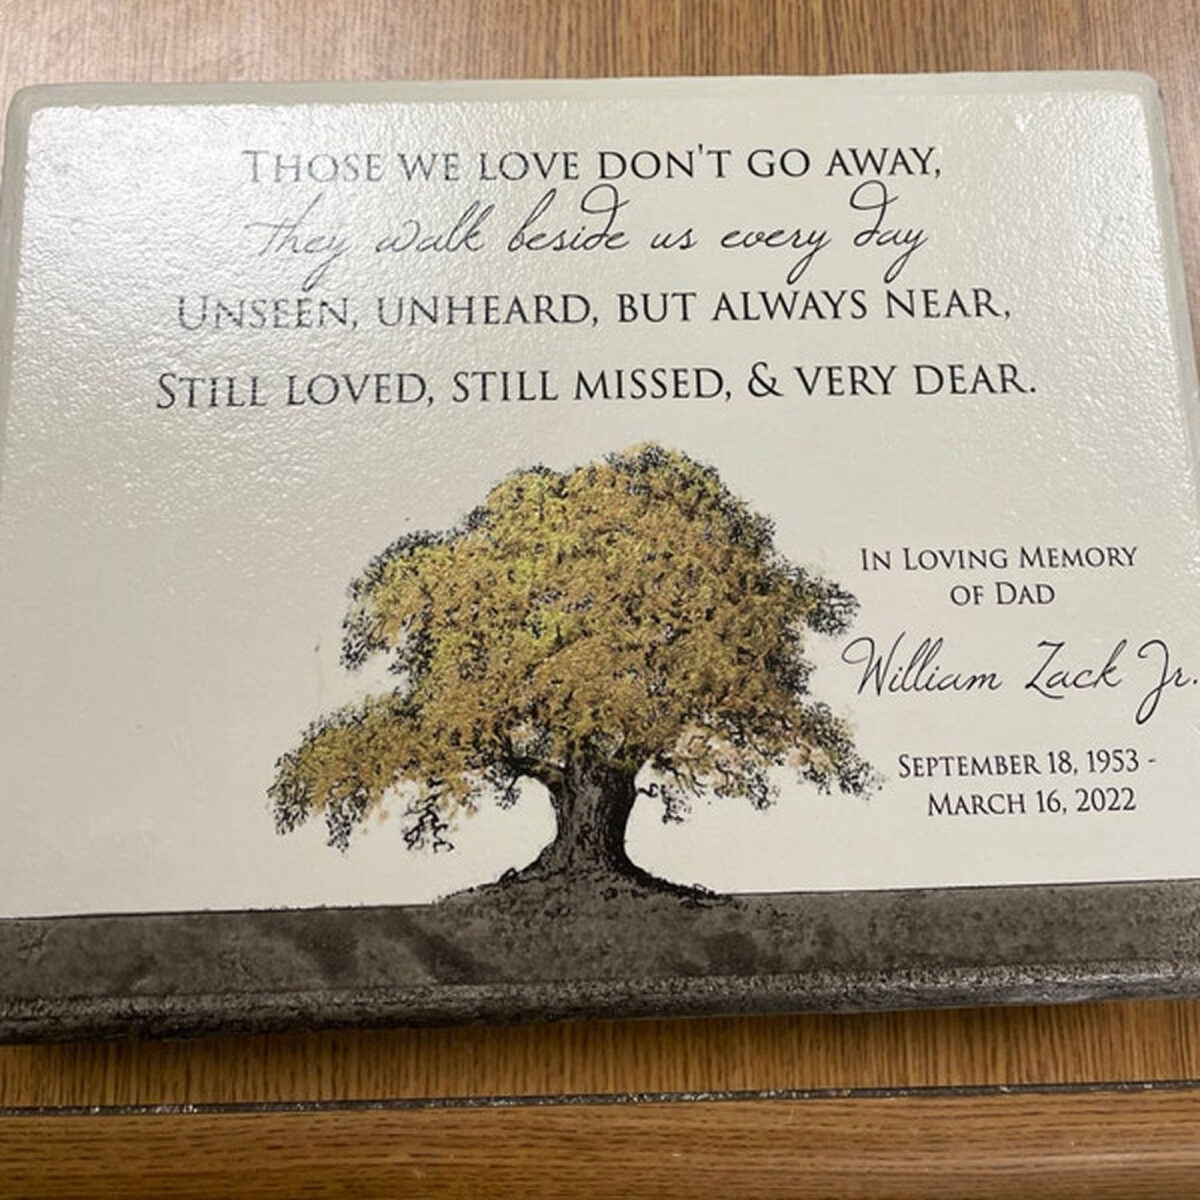 THOSE WE LOVE DON'T GO AWAY,
they walk beside us every day
UNSEEN, UNHEARD, BUT ALWAYS NEAR,
STILL LOVED, STILL MISSED, & VERY DEAR.
IN LOVING MEMORY
OF DAD
William Zack Jr.
SEPTEMBER 18, 1953 -
MARCH 16, 2022